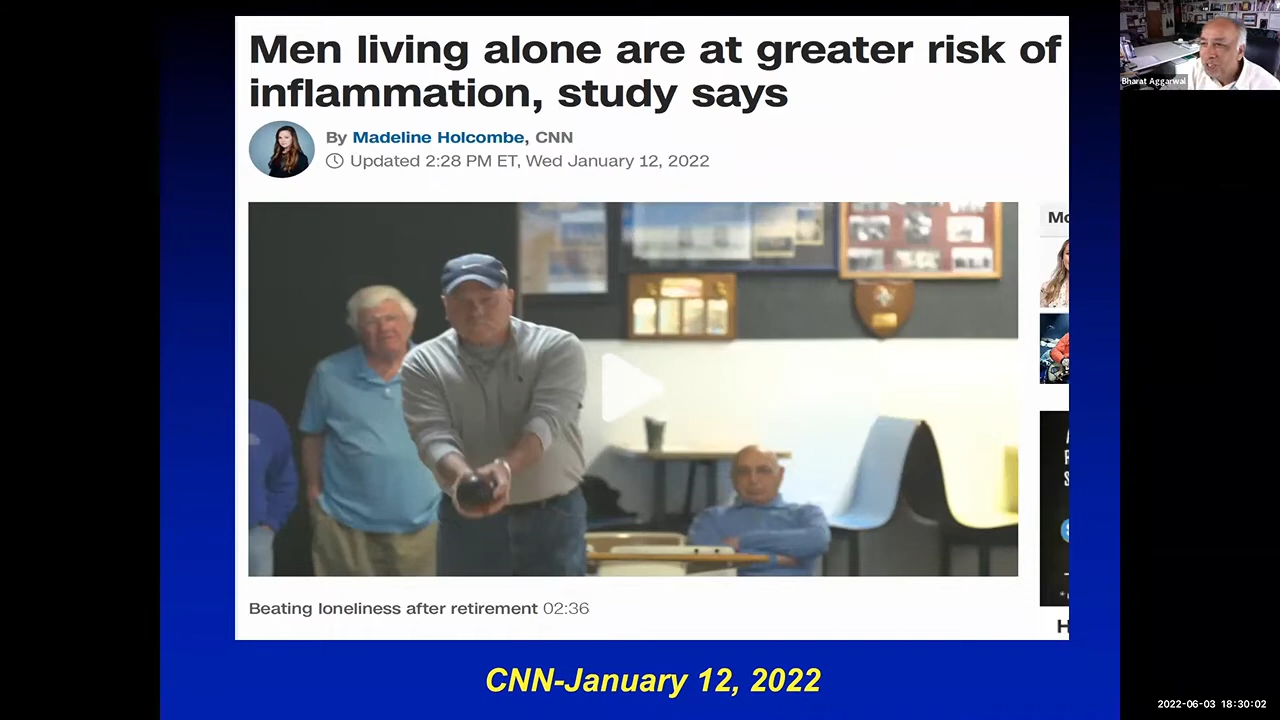 Men living alone are at greater risk of
inflammation, study says
By Madeline Holcombe, CNN
Updated 2:28 PM ET, Wed January 12, 2022
Beating loneliness after retirement 02:36
CNN-January 12, 2022
Bharat Aggarwal
2022-06-03 18:30:02